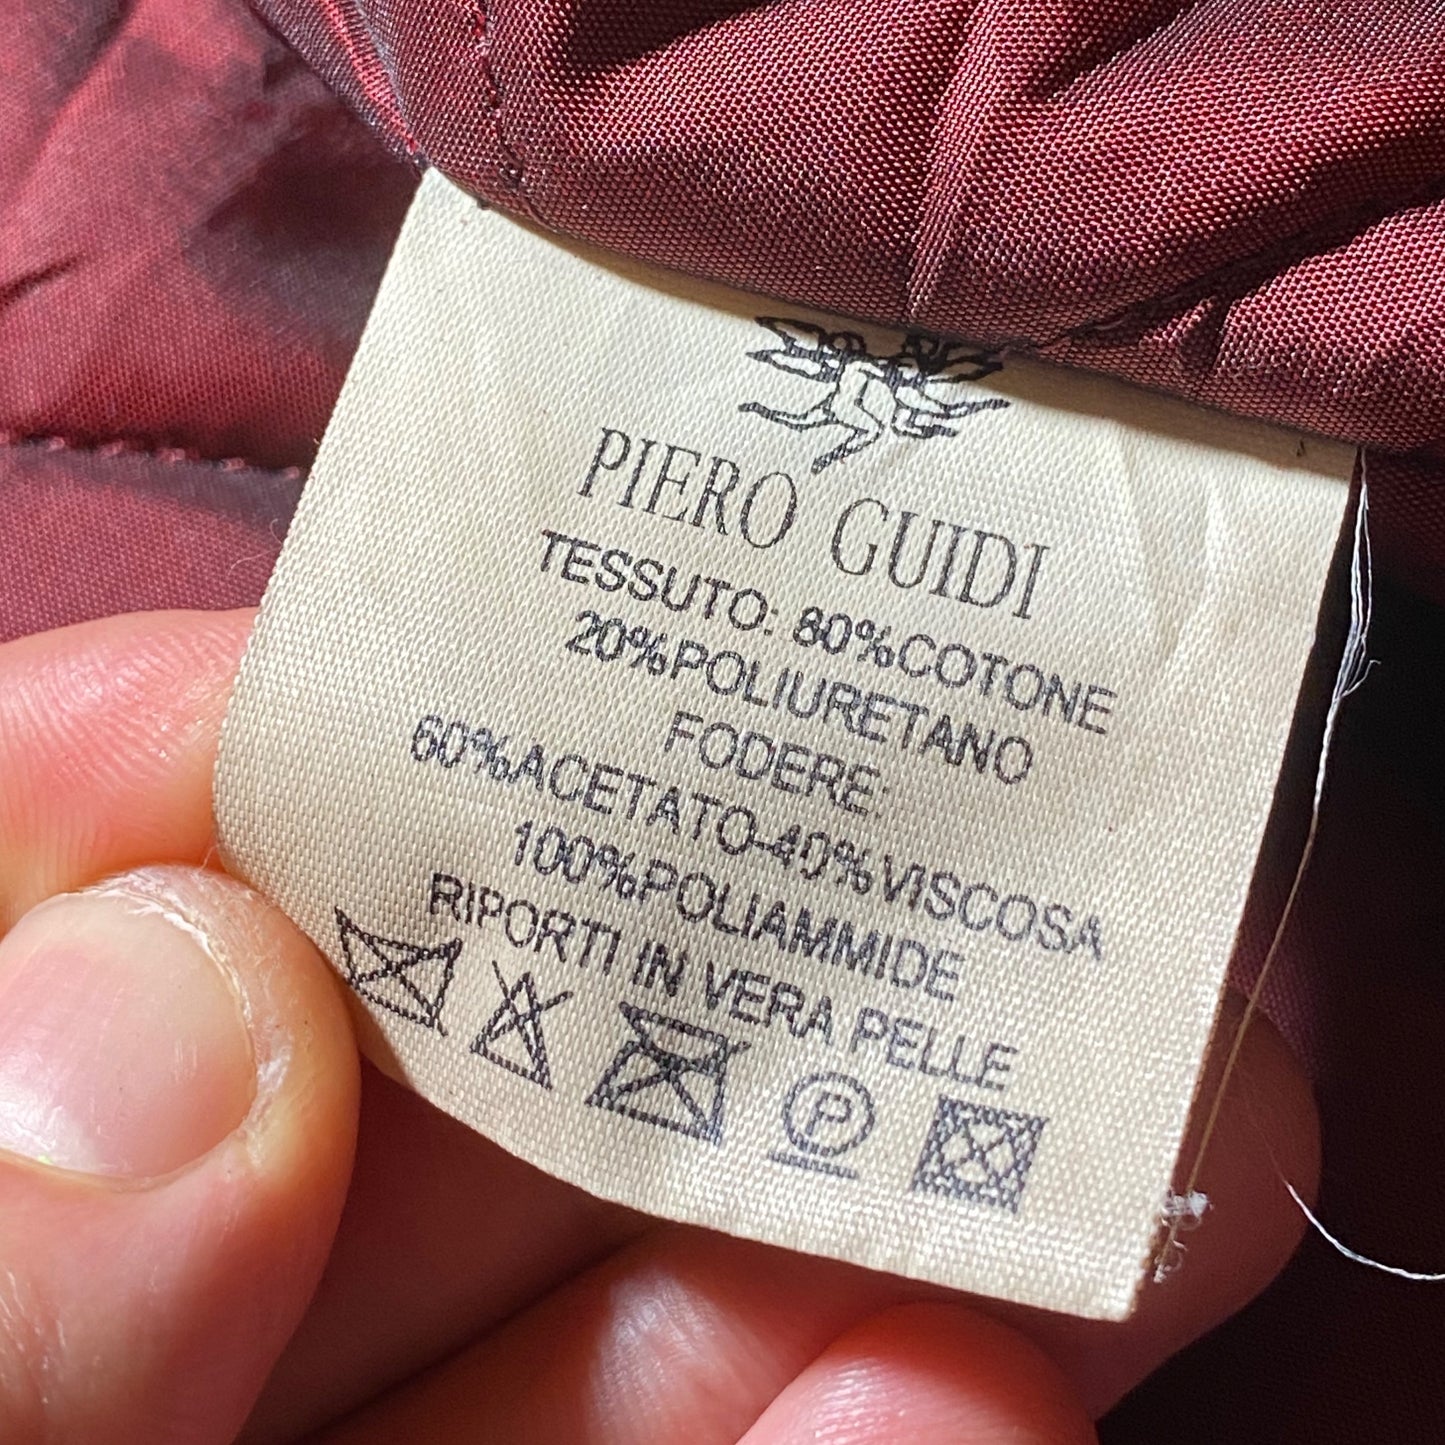 PIERO GUIDI
TESSUTO: 80%COTONE
20%POLIURETANO
FODERE:
60%ACETATO-40%VISCOSA
100%POLIAMMIDE
RIPORTI IN VERA PELLE
P